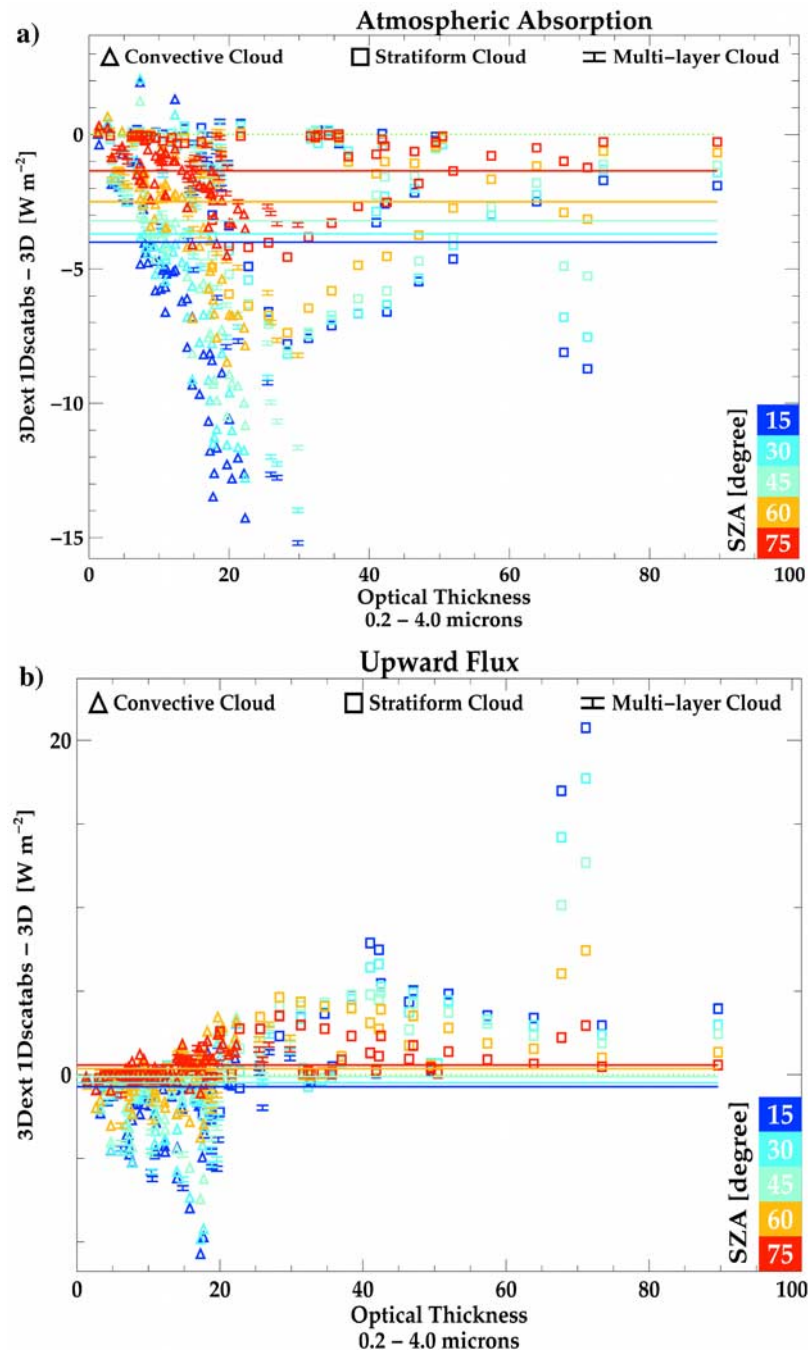 Atmospheric Absorption
a)
Convective Cloud
Stratiform Cloud
Multi-layer Cloud
3Dext 1Dscatabs - 3D [W m−2]
0
−5
−10
−15
SZA [degree]
15
30
45
60
75
0
20
40
60
80
100
Optical Thickness
0.2 - 4.0 microns
Upward Flux
b)
Convective Cloud
Stratiform Cloud
Multi-layer Cloud
3Dext 1Dscatabs - 3D [W m−2]
20
0
SZA [degree]
15
30
45
60
75
0
20
40
60
80
100
Optical Thickness
0.2 - 4.0 microns